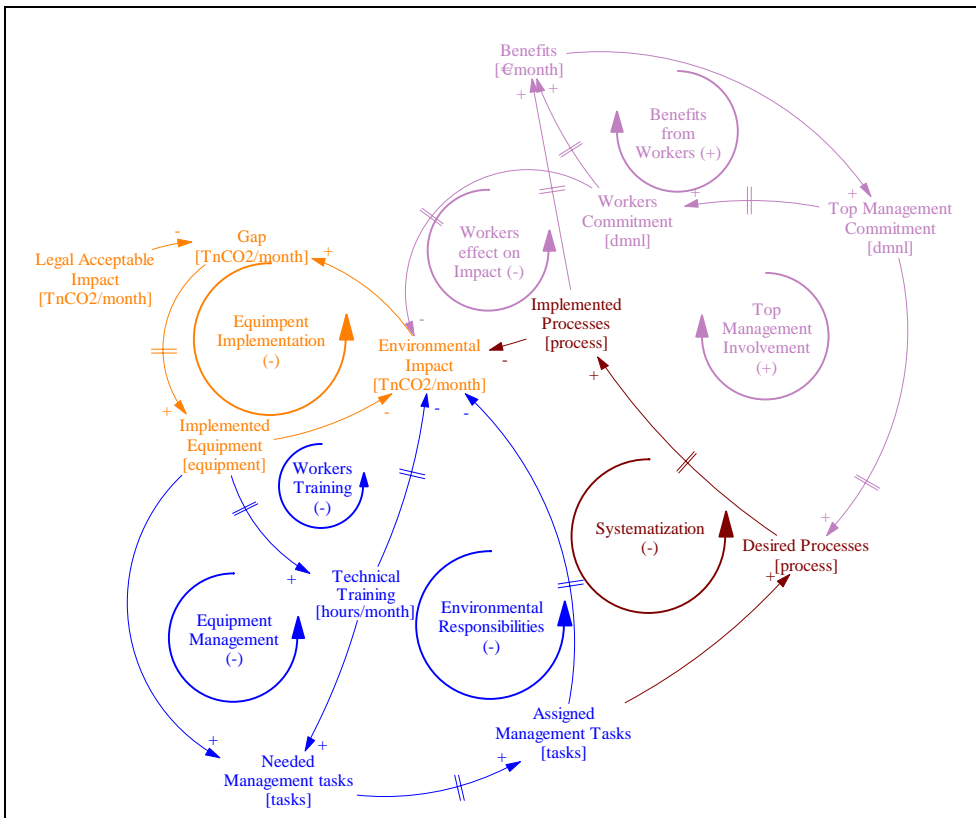 Benefits
[€/month]
+
+
Benefits
from
Workers (+)
+
Workers
Commitment
[dmnl]
+
Top Management
Commitment
[dmnl]
-
Gap
[TnCO2/month]
+
Legal Acceptable
Impact
[TnCO2/month]
Workers
effect on
Impact (-)
Equimpent
Implementation
(-)
-
Environmental
Impact
[TnCO2/month]
Implemented
Processes
[process]
-
+
Top
Management
Involvement
(+)
+
Implemented
Equipment
[equipment]
-
-
-
Workers
Training
(-)
Systematization
(-)
+
Desired Processes
[process]
+
+
Technical
Training
[hours/month]
Equipment
Management
(-)
Environmental
Responsibilities
(-)
Assigned
Management Tasks
[tasks]
+
+
+
Needed
Management tasks
[tasks]